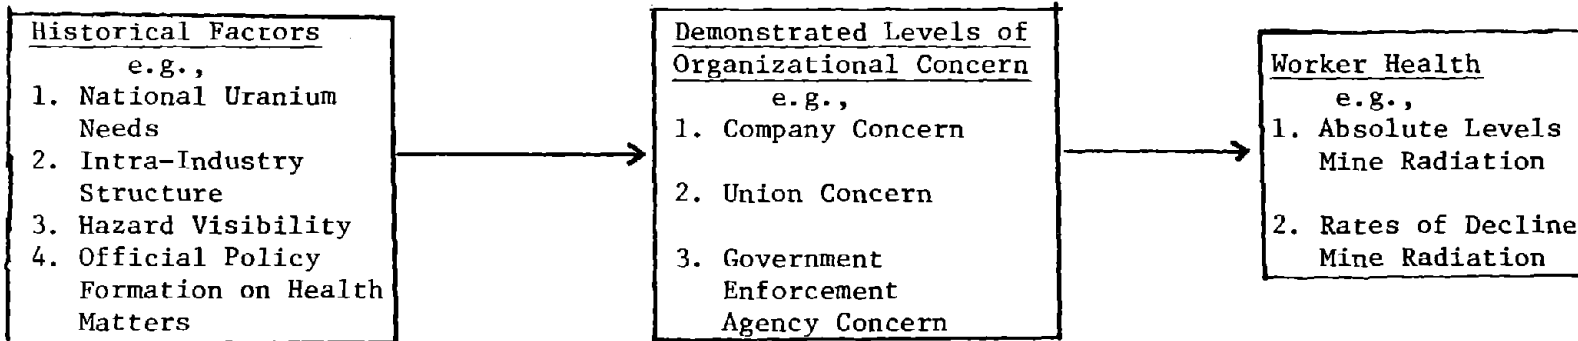 Historical Factors
e.g.,
1. National Uranium
Needs
2. Intra-Industry
Structure
3. Hazard Visibility
4. Official Policy
Formation on Health
Matters
Demonstrated Levels of
Organizational Concern
e.g.,
1. Company Concern
2. Union Concern
3. Government
Enforcement
Agency Concern
Worker Health
e.g.,
1. Absolute Levels
Mine Radiation
2. Rates of Decline
Mine Radiation